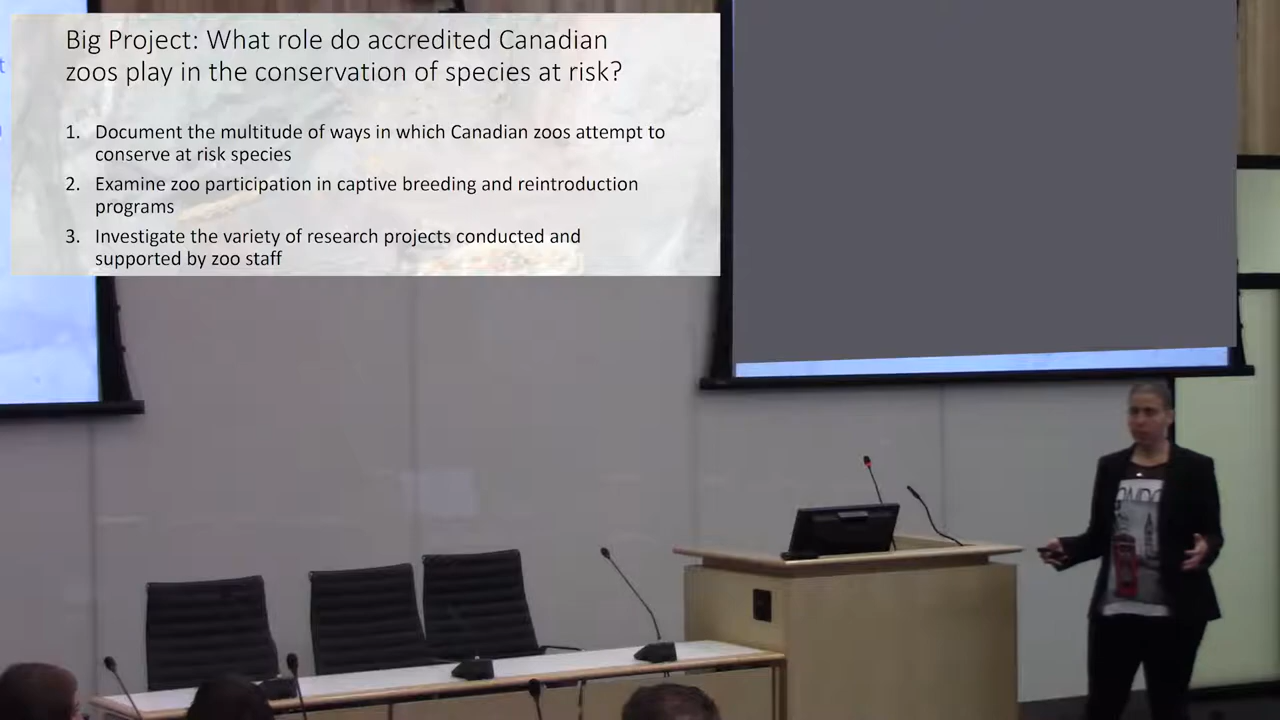 Big Project: What role do accredited Canadian
zoos play in the conservation of species at risk?
1. Document the multitude of ways in which Canadian zoos attempt to
conserve at risk species
2. Examine zoo participation in captive breeding and reintroduction
programs
3. Investigate the variety of research projects conducted and
supported by zoo staff